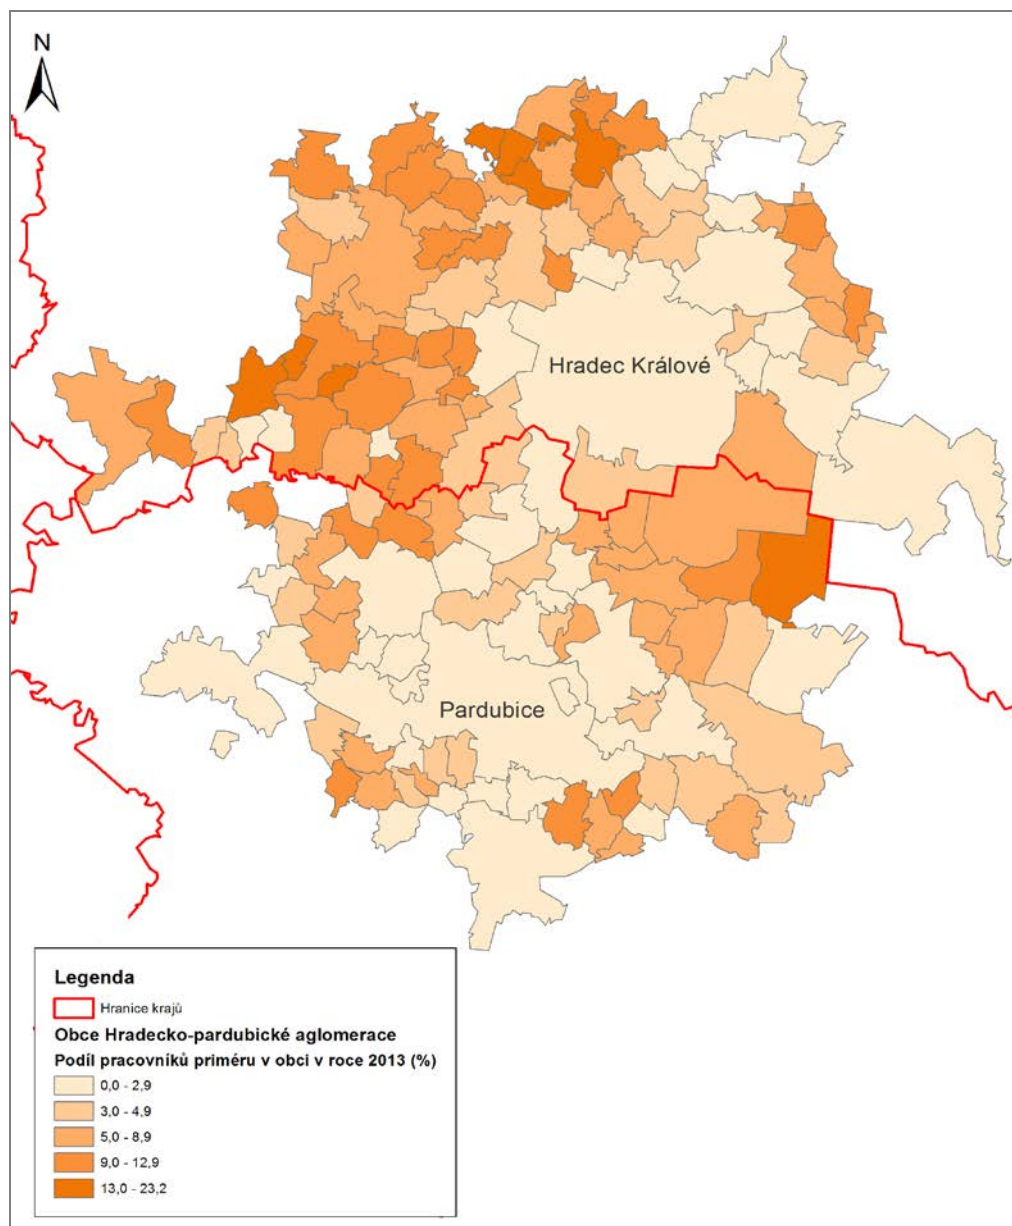 N
Hradec Králové
Pardubice
Legenda
Hranice krajů
Obce Hradecko-pardubické aglomerace
Podíl pracovníků priméru v obci v roce 2013 (%)
0,0 - 2,9
3,0 - 4,9
5,0 - 8,9
9,0 - 12,9
13,0 - 23,2